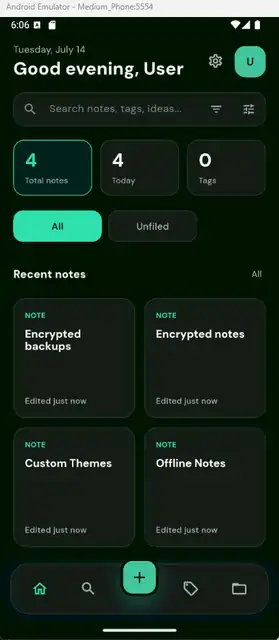 Android Emulator - Medium_Phone:5554
6:06
Tuesday, July 14
Good evening, User
U
Search notes, tags, ideas...
4
Total notes
4
Today
0
Tags
All
Unfiled
Recent notes
All
NOTE
Encrypted
backups
Edited just now
NOTE
Encrypted notes
Edited just now
NOTE
Custom Themes
Edited just now
NOTE
Offline Notes
Edited just now